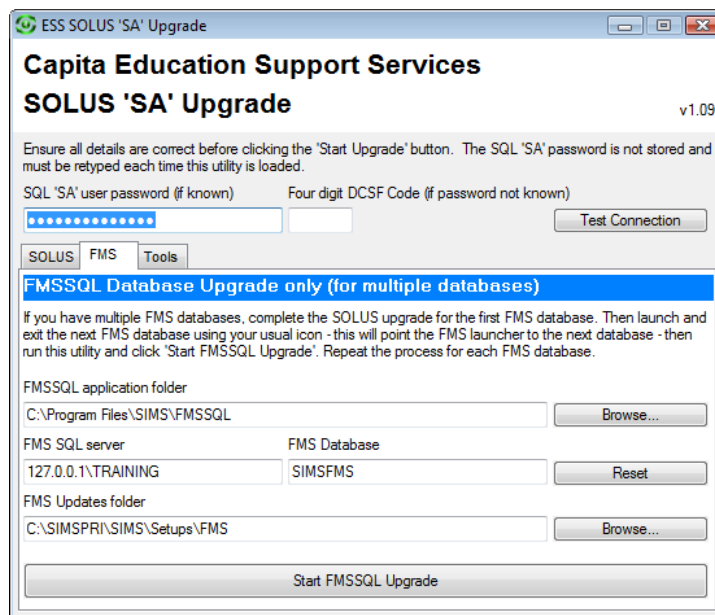 ESS SOLUS 'SA' Upgrade
Capita Education Support Services
SOLUS 'SA' Upgrade
v1.09
Ensure all details are correct before clicking the 'Start Upgrade' button. The SQL 'SA' password is not stored and
must be retyped each time this utility is loaded.
SQL 'SA' user password (if known) Four digit DCSF Code (if password not known)
●●●●●●●●●●●●●● Test Connection
SOLUS FMS Tools
FMSSQL Database Upgrade only (for multiple databases)
If you have multiple FMS databases, complete the SOLUS upgrade for the first FMS database. Then launch and
exit the next FMS database using your usual icon - this will point the FMS launcher to the next database - then
run this utility and click 'Start FMSSQL Upgrade'. Repeat the process for each FMS database.
FMSSQL application folder
C:\Program Files\SIMS\FMSSQL Browse...
FMS SQL server FMS Database
127.0.0.1\TRAINING SIMSFMS Reset
FMS Updates folder
C:\SIMSPRI\SIMS\Setups\FMS Browse...
Start FMSSQL Upgrade